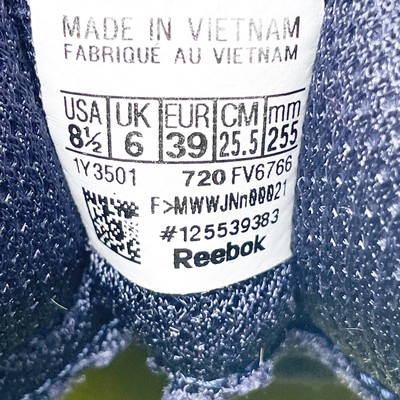 MADE IN VIETNAM
FABRIQUÉ AU VIETNAM
USA UK EUR CM mm
8½ 6 39 25.5 255
1Y3501 720 FV6766
F>MWWJNn00021
#125539383
Reebok